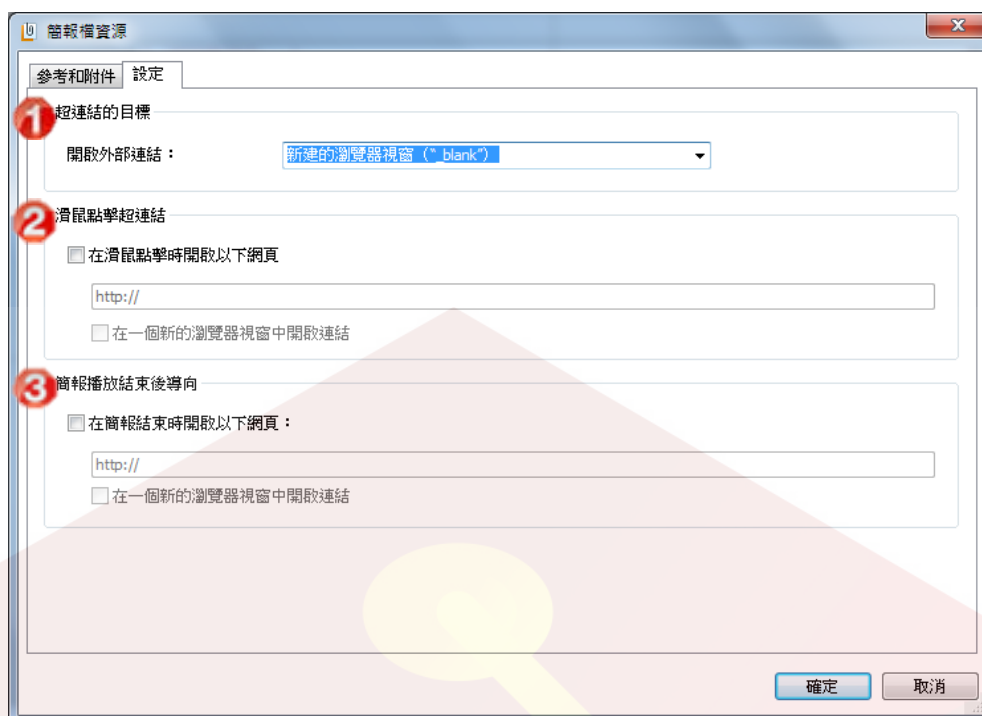 簡報檔資源
參考和附件 設定
1 超連結的目標
開啟外部連結： 新建的瀏覽器視窗（“_blank”）
2 滑鼠點擊超連結
在滑鼠點擊時開啟以下網頁
http://
在一個新的瀏覽器視窗中開啟連結
3 簡報播放結束後導向
在簡報結束時開啟以下網頁：
http://
在一個新的瀏覽器視窗中開啟連結
確定 取消